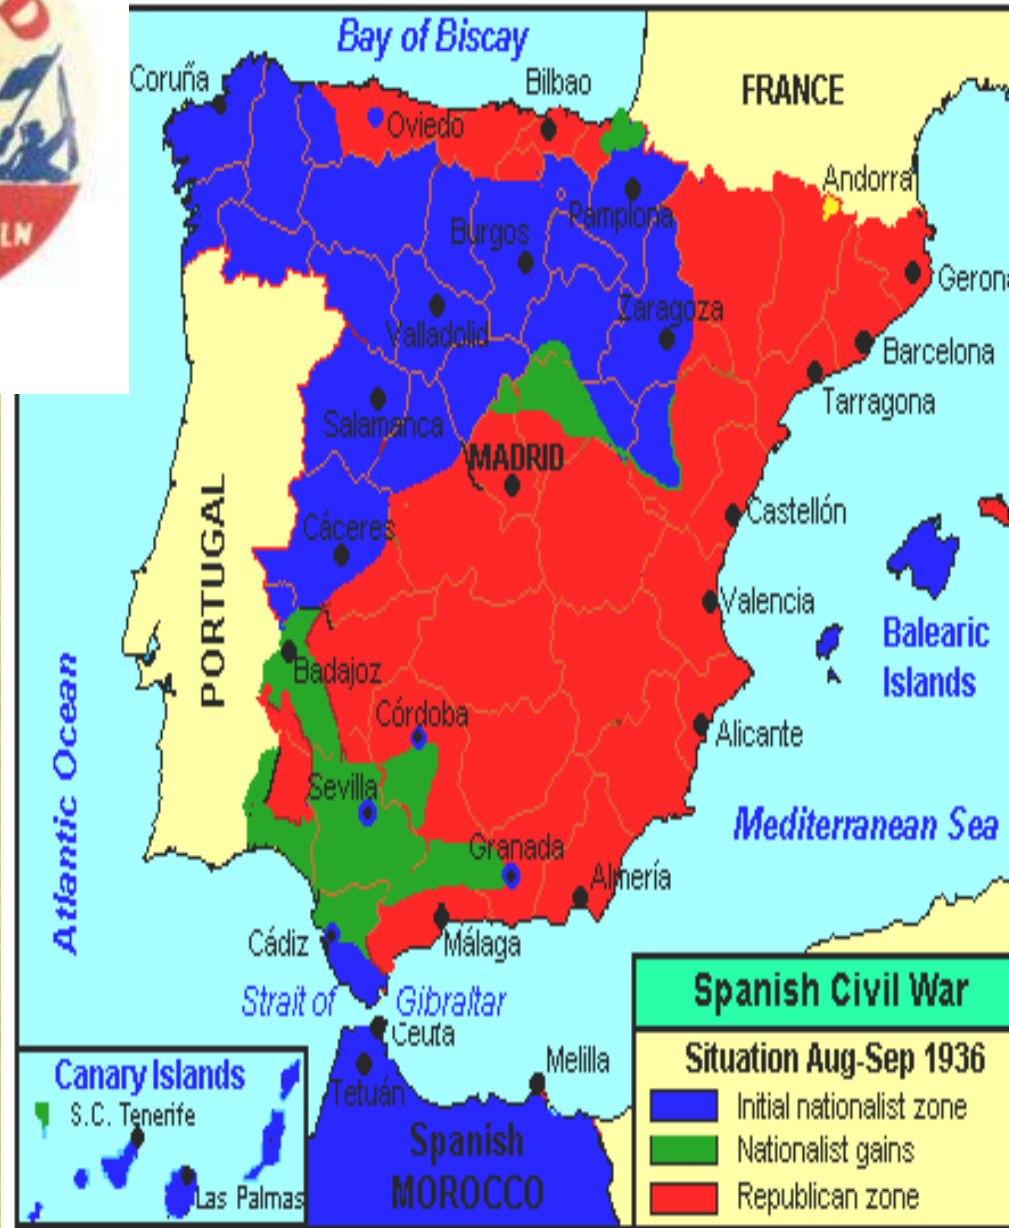 D
LN
Bay of Biscay
Coruña
Bilbao
FRANCE
Oviedo
Andorra
Pamplona
Burgos
Gerona
Zaragoza
Valladolid
Barcelona
Tarragona
Salamanca
MADRID
Castellón
Cáceres
PORTUGAL
Valencia
Balearic
Islands
Badajoz
Córdoba
Alicante
Atlantic Ocean
Sevilla
Mediterranean Sea
Granada
Almería
Cádiz
Málaga
Strait of Gibraltar
Ceuta
Melilla
Tetuán
Spanish
MOROCCO
Canary Islands
S.C. Tenerife
Las Palmas
Spanish Civil War
Situation Aug-Sep 1936
Initial nationalist zone
Nationalist gains
Republican zone